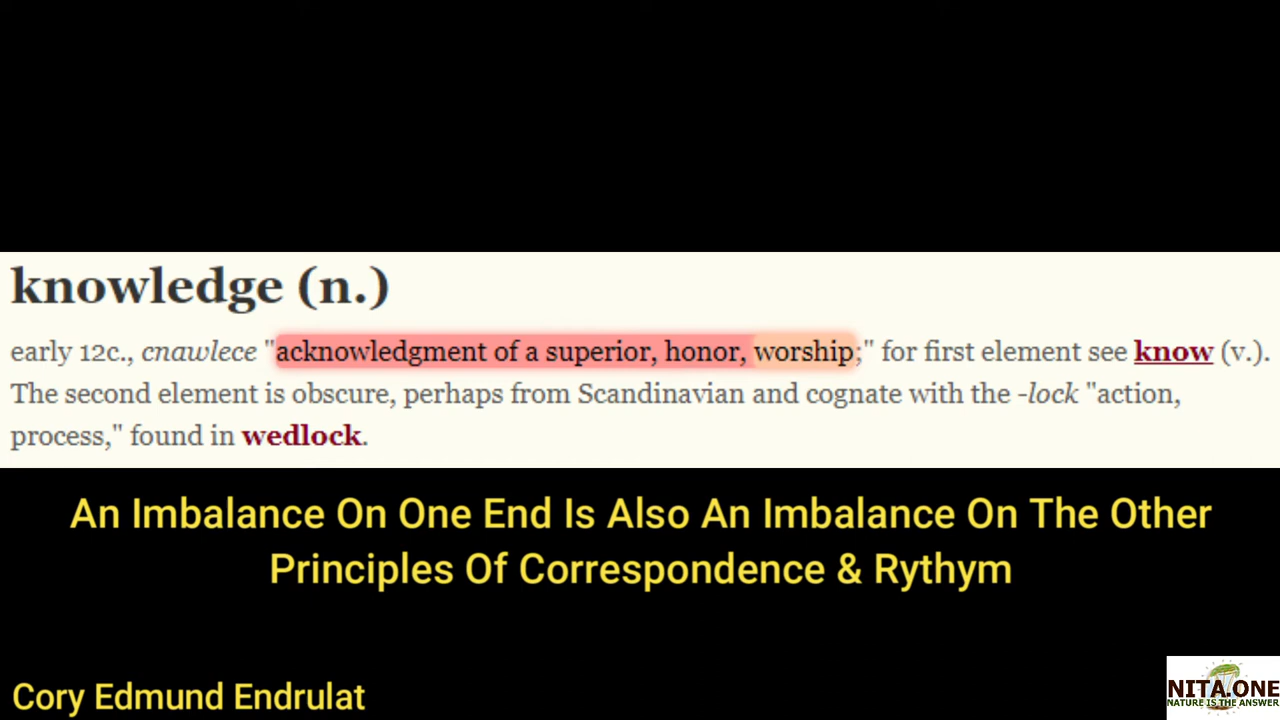 knowledge (n.)
early 12c., cnawlece "acknowledgment of a superior, honor, worship;" for first element see know (v.).
The second element is obscure, perhaps from Scandinavian and cognate with the -lock "action,
process," found in wedlock.
An Imbalance On One End Is Also An Imbalance On The Other
Principles Of Correspondence & Rythym
Cory Edmund Endrulat
NITA.ONE
NATURE IS THE ANSWER